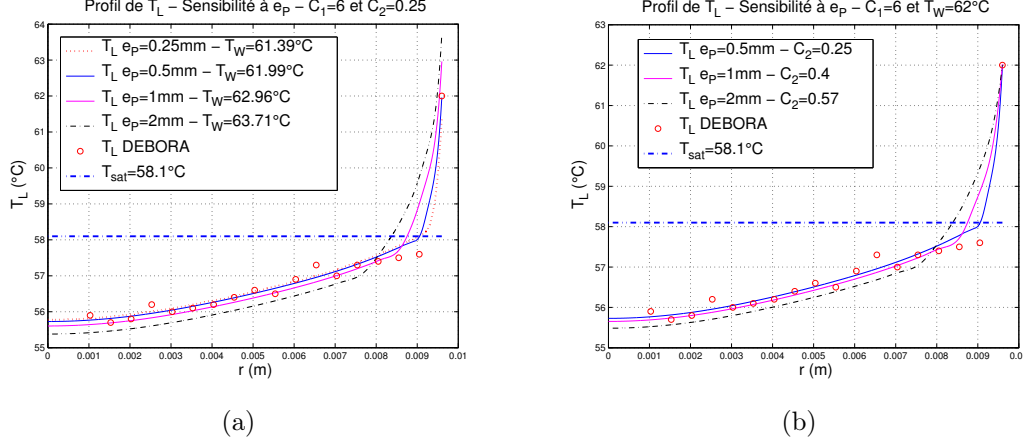 Profil de T_L − Sensibilité à e_P − C_1=6 et C_2=0.25
T_L e_P=0.25mm − T_W=61.39°C
T_L e_P=0.5mm − T_W=61.99°C
T_L e_P=1mm − T_W=62.96°C
T_L e_P=2mm − T_W=63.71°C
T_L DEBORA
T_sat=58.1°C
T_L (°C)
64
63
62
61
60
59
58
57
56
55
0 0.001 0.002 0.003 0.004 0.005 0.006 0.007 0.008 0.009 0.01
r (m)
(a)
Profil de T_L − Sensibilité à e_P − C_1=6 et T_W=62°C
T_L e_P=0.5mm − C_2=0.25
T_L e_P=1mm − C_2=0.4
T_L e_P=2mm − C_2=0.57
T_L DEBORA
T_sat=58.1°C
T_L (°C)
63
62
61
60
59
58
57
56
55
0 0.001 0.002 0.003 0.004 0.005 0.006 0.007 0.008 0.009 0.0
r (m)
(b)